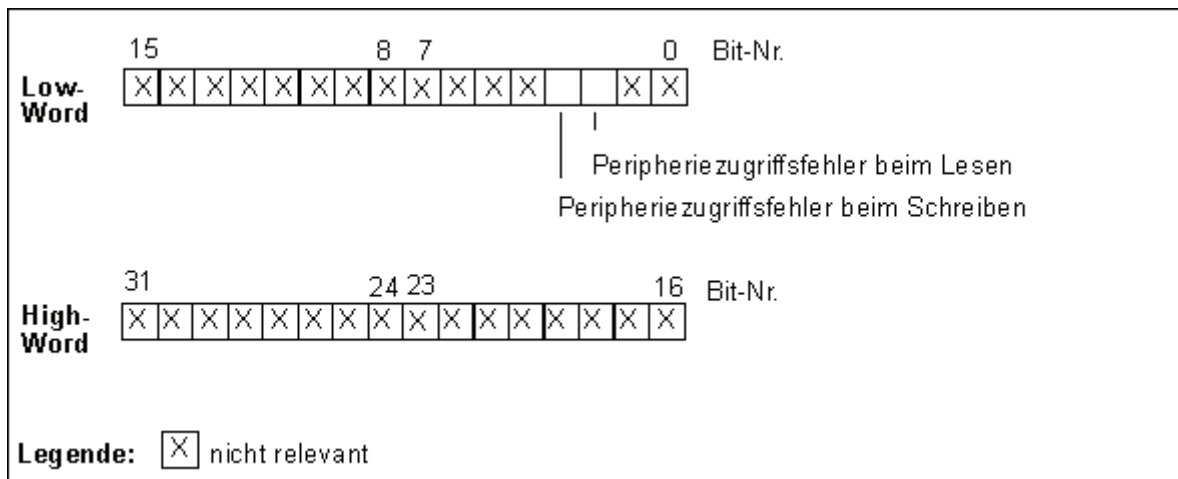 15 8 7 0 Bit-Nr.
Low-
Word
X X X X X X X X X X X X X X
Peripheriezugriffsfehler beim Lesen
Peripheriezugriffsfehler beim Schreiben
31 24 23 16 Bit-Nr.
High-
Word
X X X X X X X X X X X X X X X X
Legende: X nicht relevant